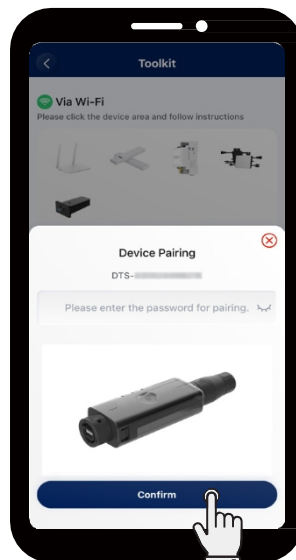 Toolkit
Via Wi-Fi
Please click the device area and follow instructions
Device Pairing
DTS-
Please enter the password for pairing.
Confirm